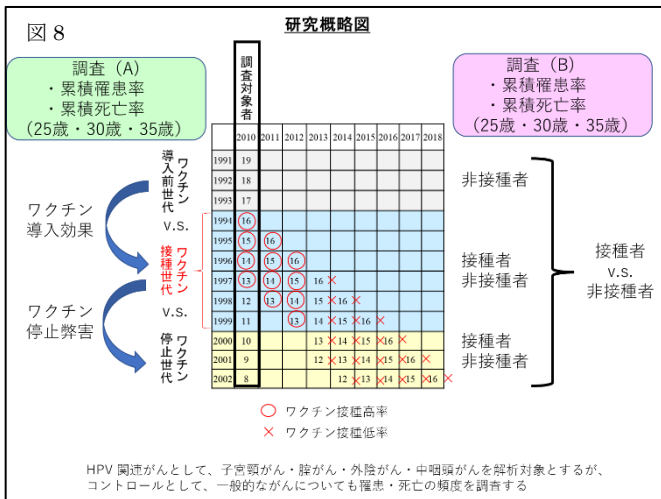 図 8
研究概略図
調査（A）
・累積罹患率
・累積死亡率
（25歳・30歳・35歳）
調査（B）
・累積罹患率
・累積死亡率
（25歳・30歳・35歳）
調査対象者
2010 2011 2012 2013 2014 2015 2016 2017 2018
ワクチン導入前世代
1991 19
1992 18
1993 17
非接種者
ワクチン
導入効果
v.s.
ワクチン接種世代
1994 16
1995 15 16
1996 14 15 16
1997 13 14 15 16 ×
1998 12 13 14 15 × 16 ×
1999 11 13 14 × 15 × 16 ×
接種者
非接種者
接種者
v.s.
非接種者
ワクチン
停止弊害
v.s.
ワクチン停止世代
2000 10 13 × 14 × 15 × 16 ×
2001 9 12 × 13 × 14 × 15 × 16 ×
2002 8 12 × 13 × 14 × 15 × 16 ×
接種者
非接種者
○ ワクチン接種高率
× ワクチン接種低率
HPV 関連がんとして、子宮頸がん・腟がん・外陰がん・中咽頭がんを解析対象とするが、
コントロールとして、一般的ながんについても罹患・死亡の頻度を調査する